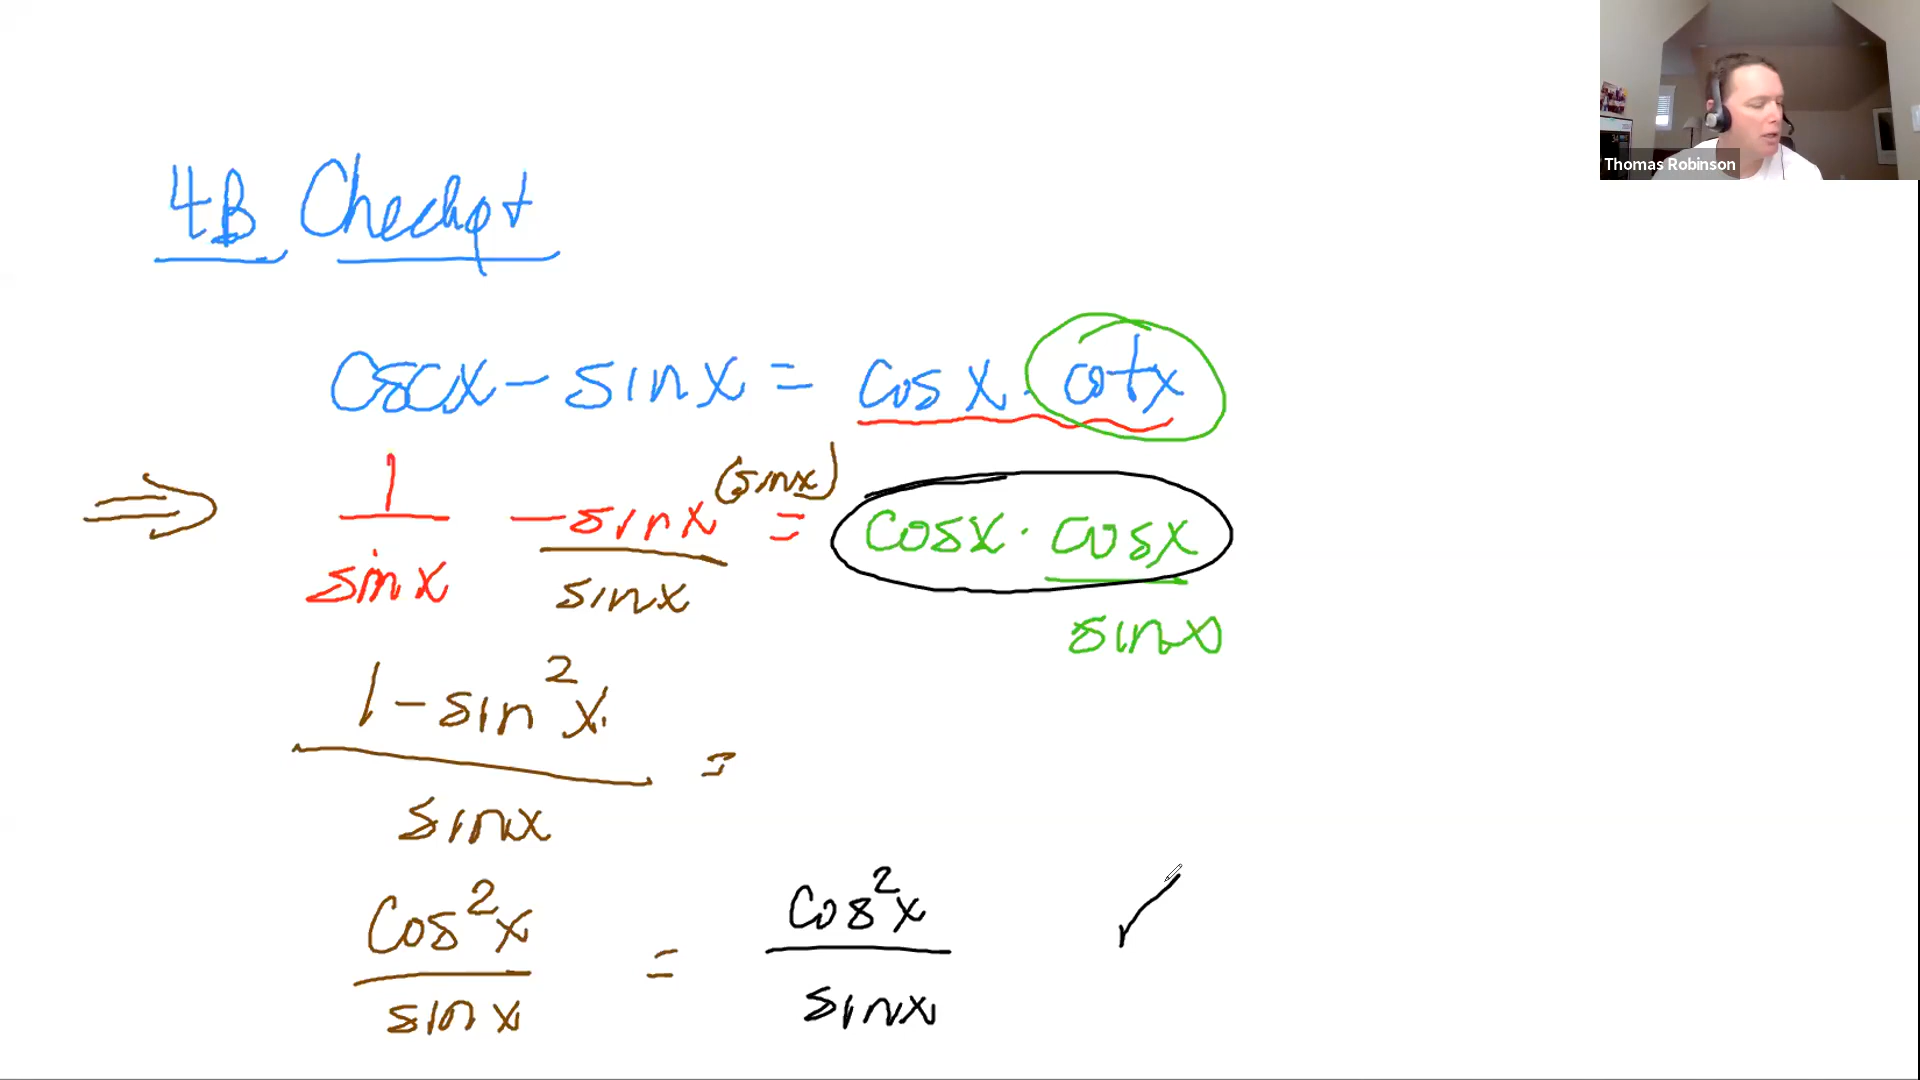 Thomas Robinson
4B Checkpt
cscx - sinx = cosx · cotx
(sinx)
1 - sinx = cosx · cosx
sinx sinx sinx
1 - sin²x =
sinx
cos²x = cos²x
sinx sinx